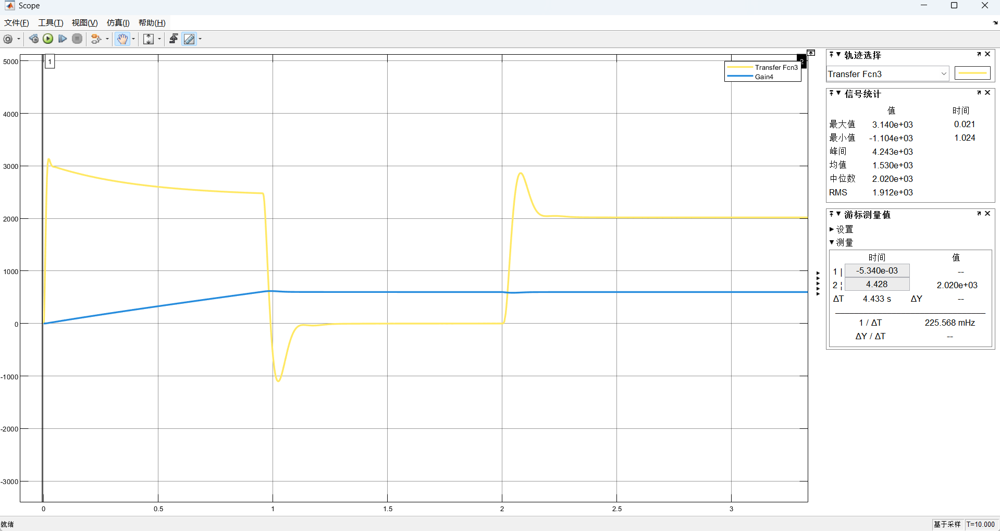 Scope
文件(F) 工具(T) 视图(V) 仿真(I) 帮助(H)
1
2
Transfer Fcn3
Gain4
5000
4000
3000
2000
1000
0
-1000
-2000
-3000
0 0.5 1 1.5 2 2.5 3
轨迹选择
Transfer Fcn3
信号统计
值 时间
最大值 3.140e+03 0.021
最小值 -1.104e+03 1.024
峰间 4.243e+03
均值 1.530e+03
中位数 2.020e+03
RMS 1.912e+03
游标测量值
设置
测量
时间 值
1 | -5.340e-03 --
2 ¦ 4.428 2.020e+03
ΔT 4.433 s ΔY --
1 / ΔT 225.568 mHz
ΔY / ΔT --
就绪
基于采样 T=10.000